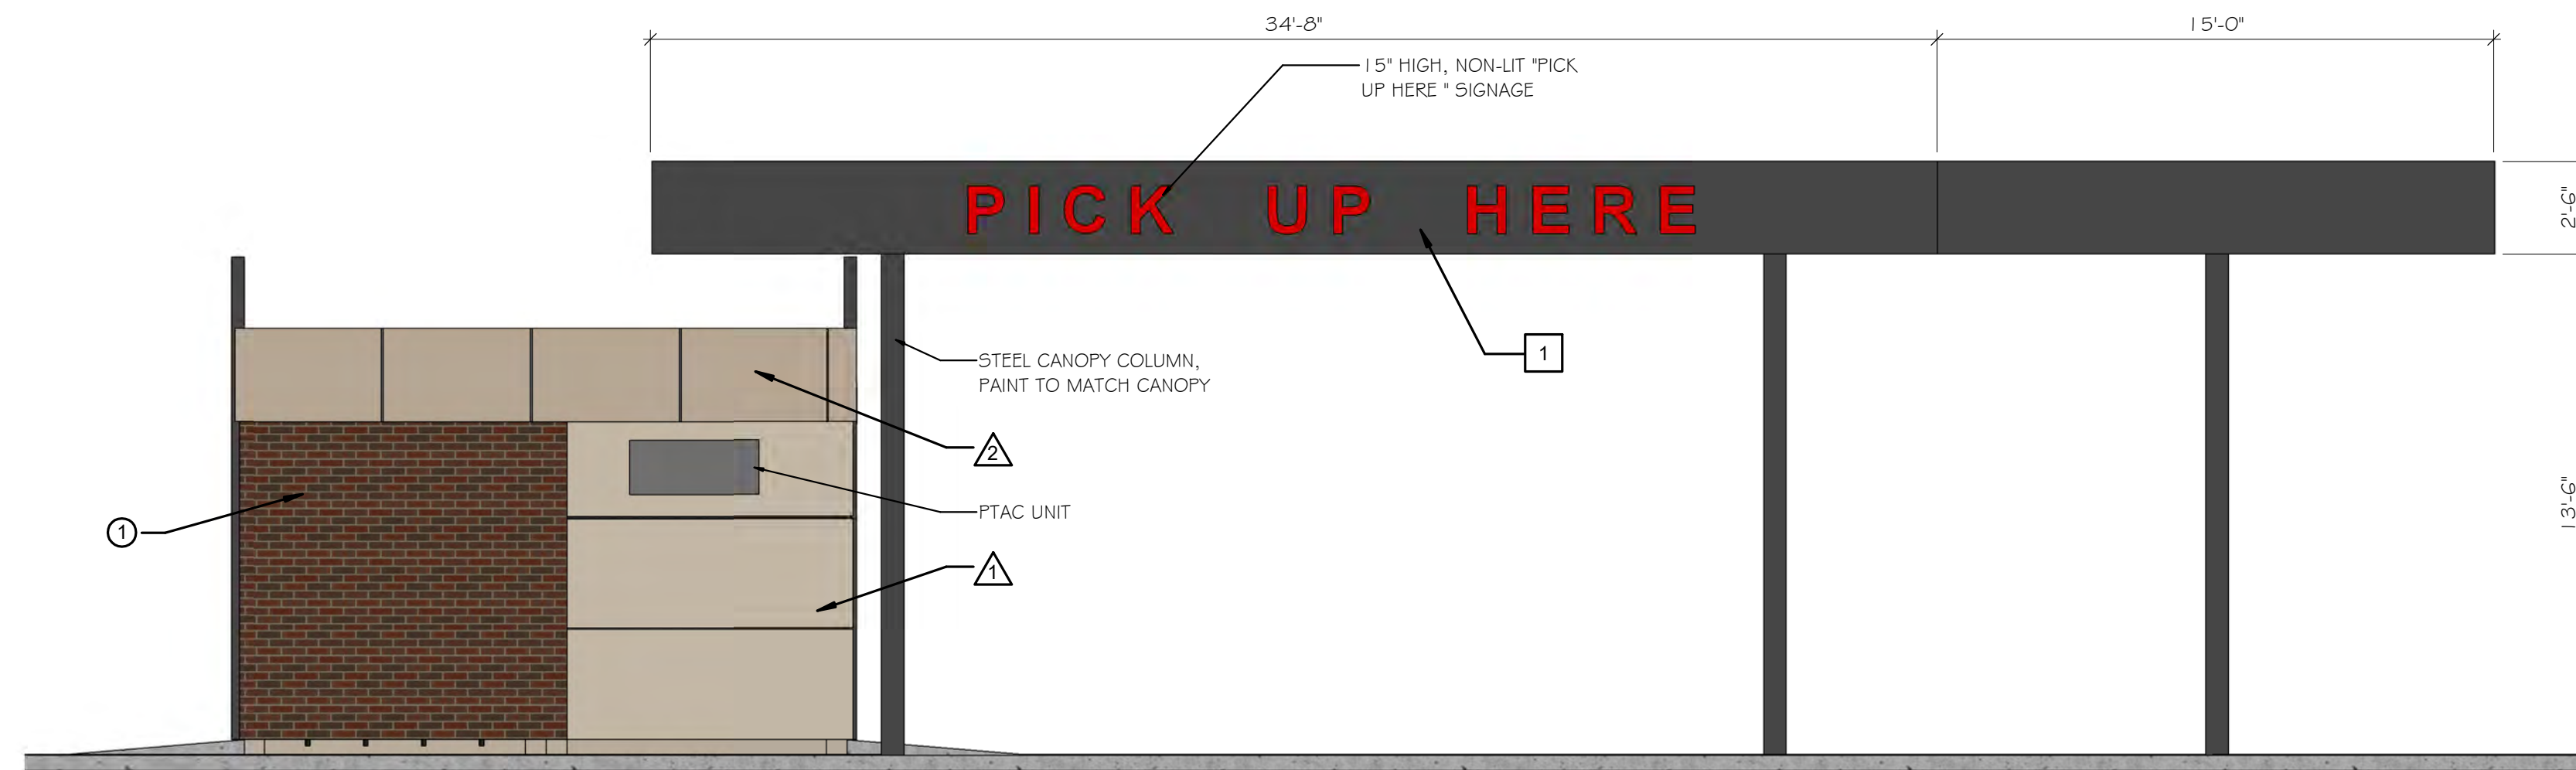 34'-8"
15'-0"
15" HIGH, NON-LIT "PICK
UP HERE " SIGNAGE
PICK UP HERE
2'-6"
1
STEEL CANOPY COLUMN,
PAINT TO MATCH CANOPY
2
PTAC UNIT
13'-6"
1
1